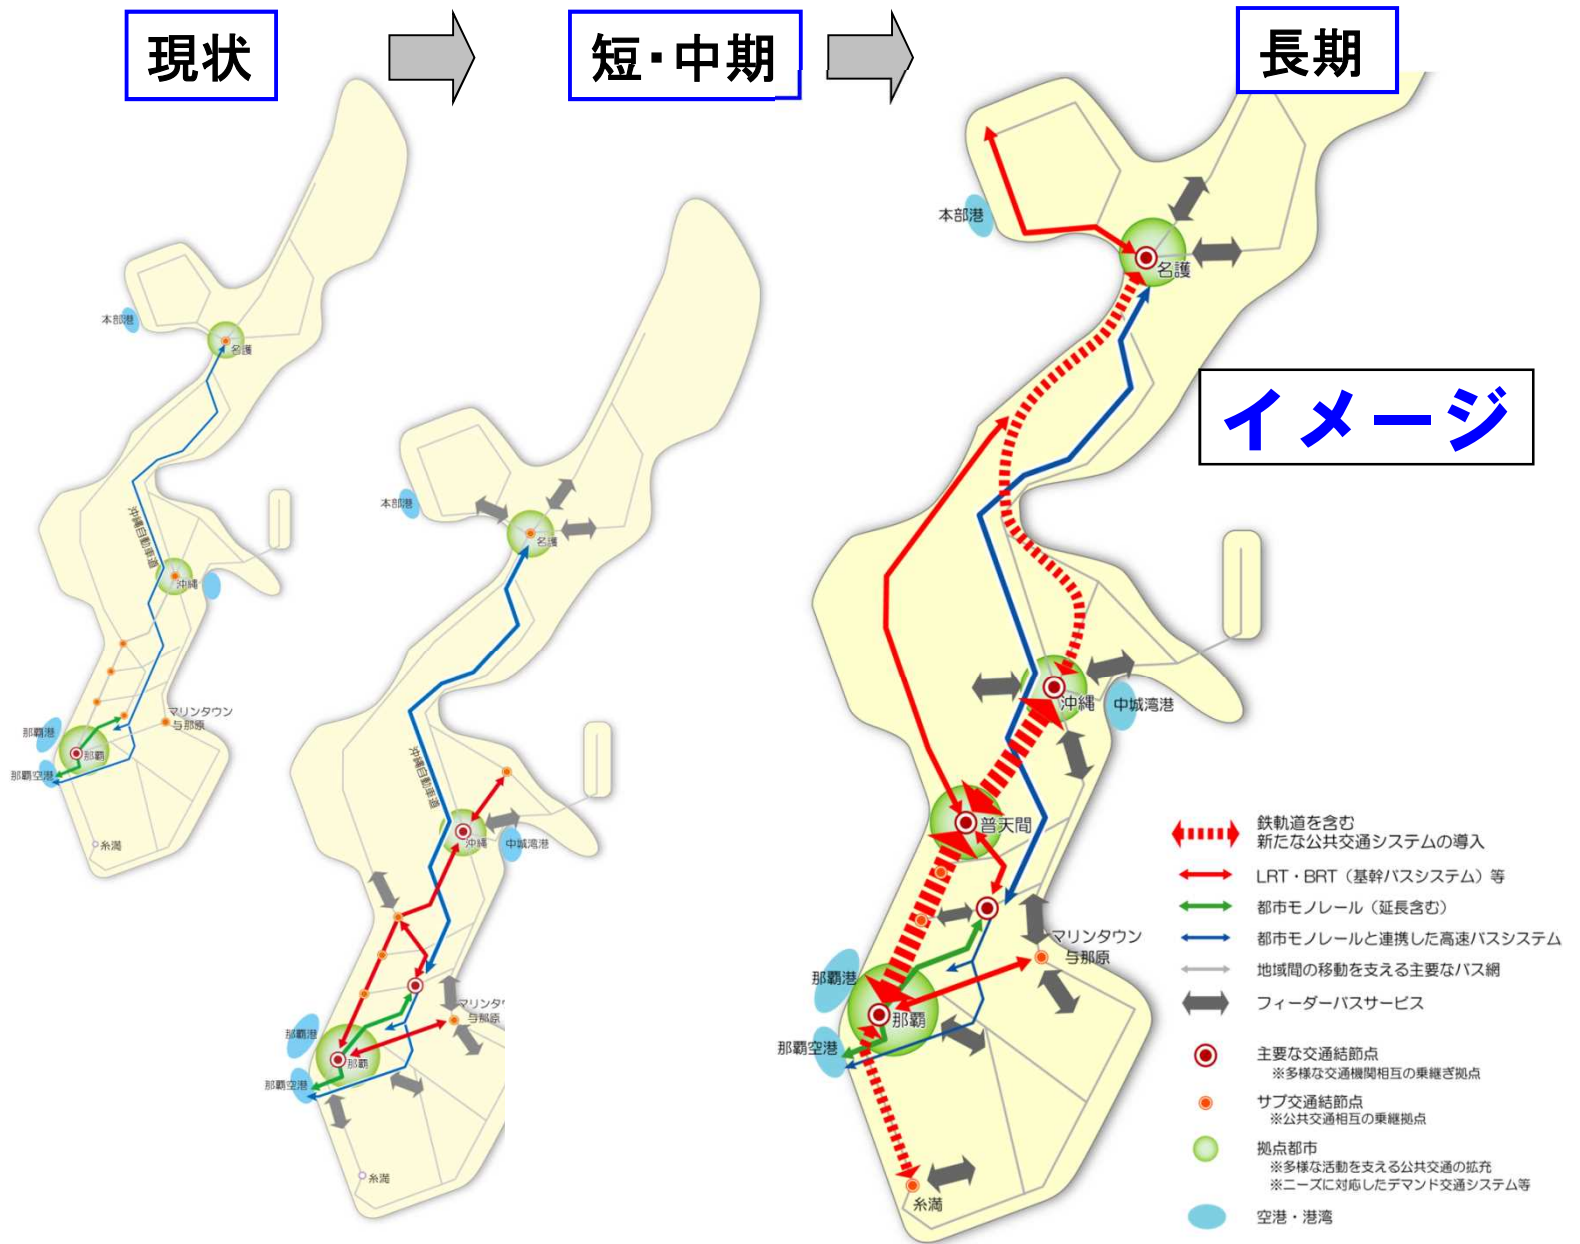 現状
短・中期
長期
イメージ
本部港
名護
沖縄自動車道
沖縄
マリンタウン
与那原
那覇港
那覇
那覇空港
糸満
本部港
名護
沖縄自動車道
沖縄
中城湾港
マリンタウ
与那原
那覇港
那覇
那覇空港
糸満
本部港
名護
沖縄
中城湾港
普天間
マリンタウン
与那原
那覇港
那覇
那覇空港
糸満
鉄軌道を含む
新たな公共交通システムの導入
LRT・BRT（基幹バスシステム）等
都市モノレール（延長含む）
都市モノレールと連携した高速バスシステム
地域間の移動を支える主要なバス網
フィーダーバスサービス
主要な交通結節点
※多様な交通機関相互の乗継ぎ拠点
サブ交通結節点
※公共交通相互の乗継拠点
拠点都市
※多様な活動を支える公共交通の拡充
※ニーズに対応したデマンド交通システム等
空港・港湾